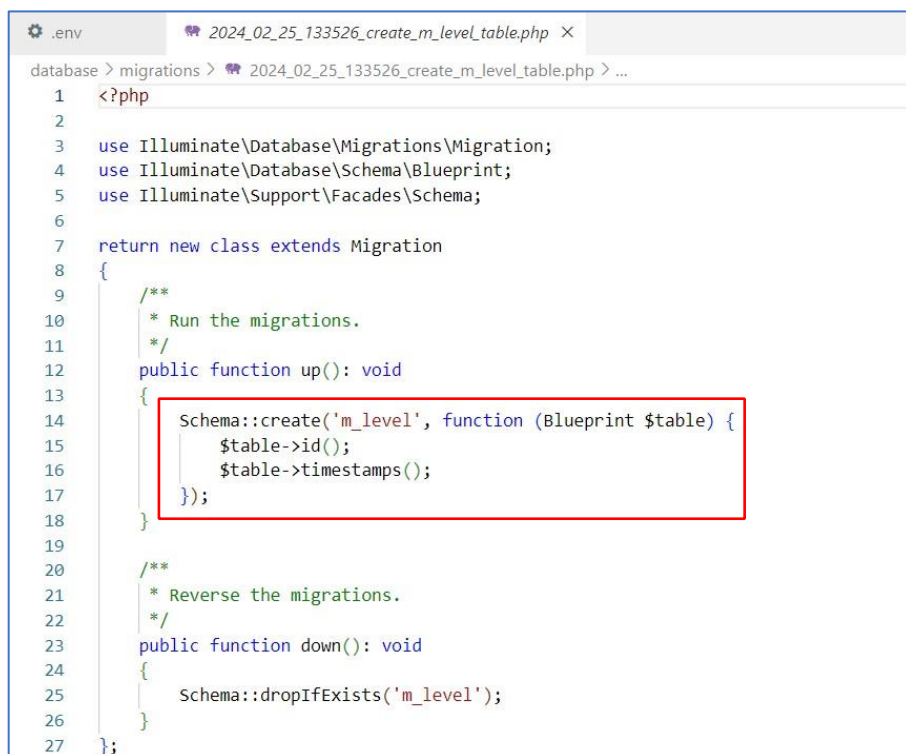 .env 2024_02_25_133526_create_m_level_table.php ×
database > migrations > 2024_02_25_133526_create_m_level_table.php > ...
1 <?php
2
3 use Illuminate\Database\Migrations\Migration;
4 use Illuminate\Database\Schema\Blueprint;
5 use Illuminate\Support\Facades\Schema;
6
7 return new class extends Migration
8 {
9     /**
10      * Run the migrations.
11      */
12     public function up(): void
13     {
14         Schema::create('m_level', function (Blueprint $table) {
15             $table->id();
16             $table->timestamps();
17         });
18     }
19
20     /**
21      * Reverse the migrations.
22      */
23     public function down(): void
24     {
25         Schema::dropIfExists('m_level');
26     }
27 };